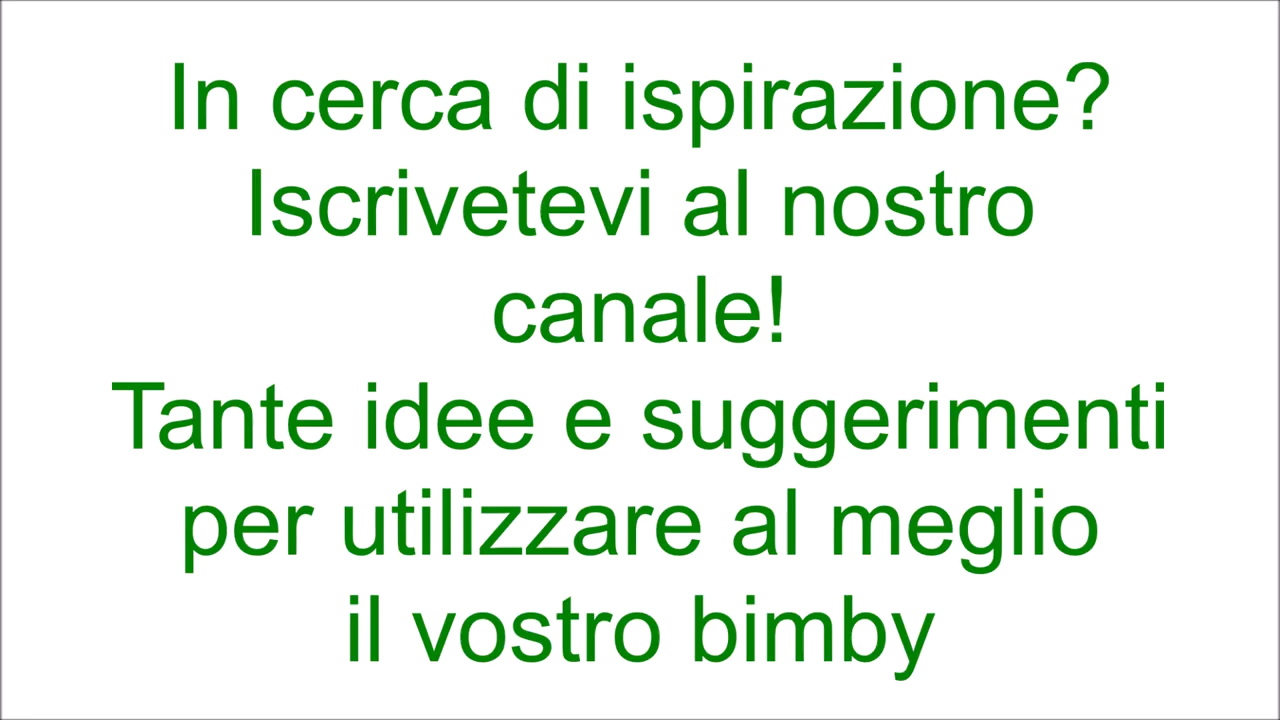 In cerca di ispirazione?
Iscrivetevi al nostro
canale!
Tante idee e suggerimenti
per utilizzare al meglio
il vostro bimby